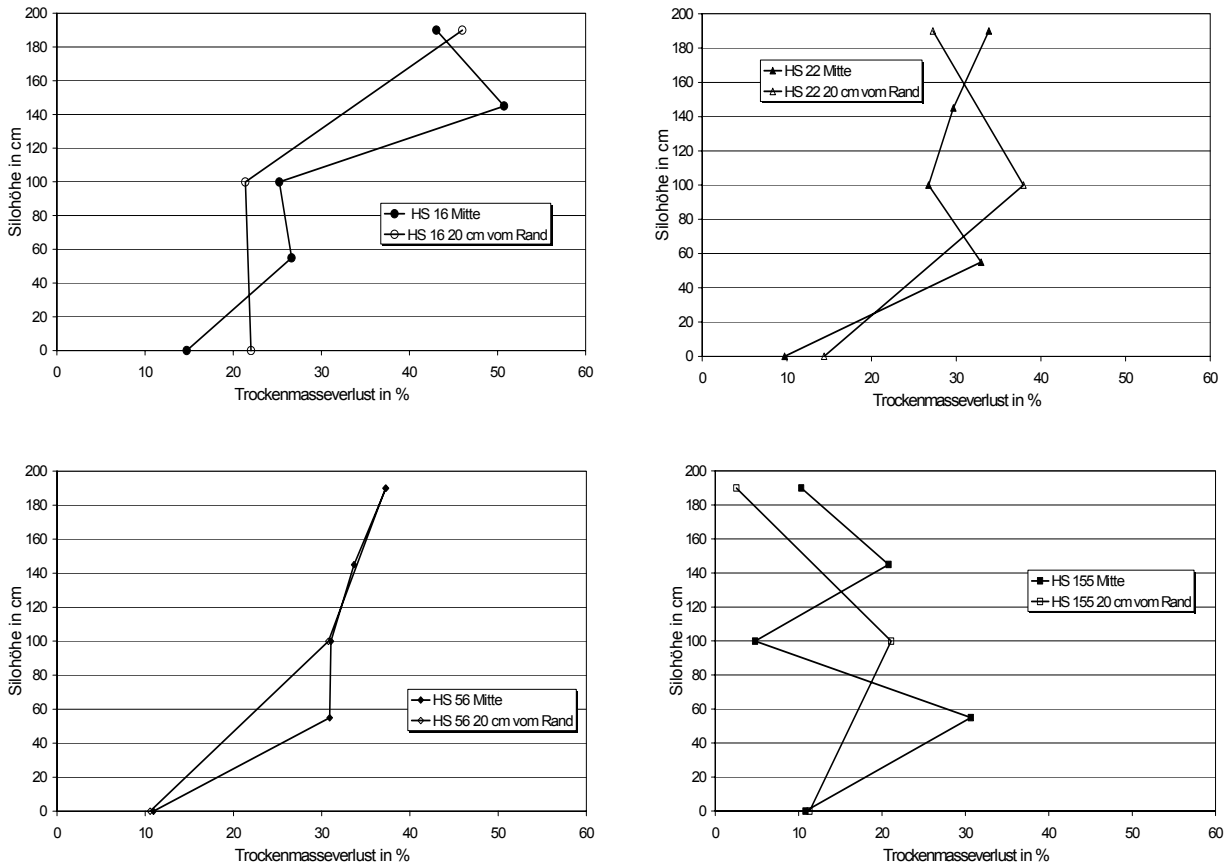 200
180
160
140
120
100
80
60
40
20
0
Silohöhe in cm
HS 16 Mitte
HS 16 20 cm vom Rand
0 10 20 30 40 50 60
Trockenmasseverlust in %
200
180
160
140
120
100
80
60
40
20
0
Silohöhe in cm
HS 22 Mitte
HS 22 20 cm vom Rand
0 10 20 30 40 50 60
Trockenmasseverlust in %
200
180
160
140
120
100
80
60
40
20
0
Silohöhe in cm
HS 56 Mitte
HS 56 20 cm vom Rand
0 10 20 30 40 50 60
Trockenmasseverlust in %
200
180
160
140
120
100
80
60
40
20
0
Silohöhe in cm
HS 155 Mitte
HS 155 20 cm vom Rand
0 10 20 30 40 50 60
Trockenmasseverlust in %